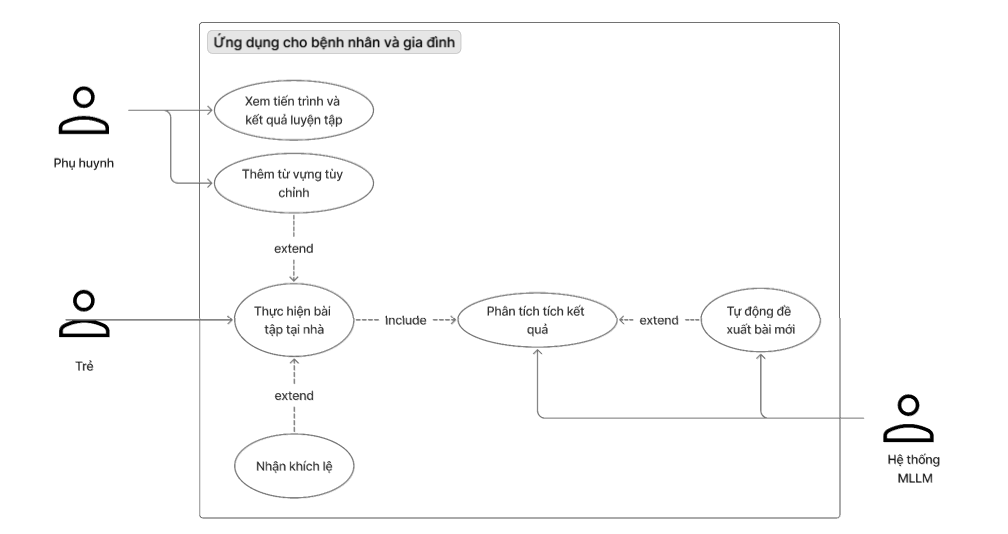 Ứng dụng cho bệnh nhân và gia đình
Xem tiến trình và
kết quả luyện tập
Phụ huynh
Thêm từ vựng tùy
chỉnh
extend
Thực hiện bài
tập tại nhà
Include
Phân tích tích kết
quả
extend
Tự động đề
xuất bài mới
Trẻ
extend
Nhận khích lệ
Hệ thống
MLLM